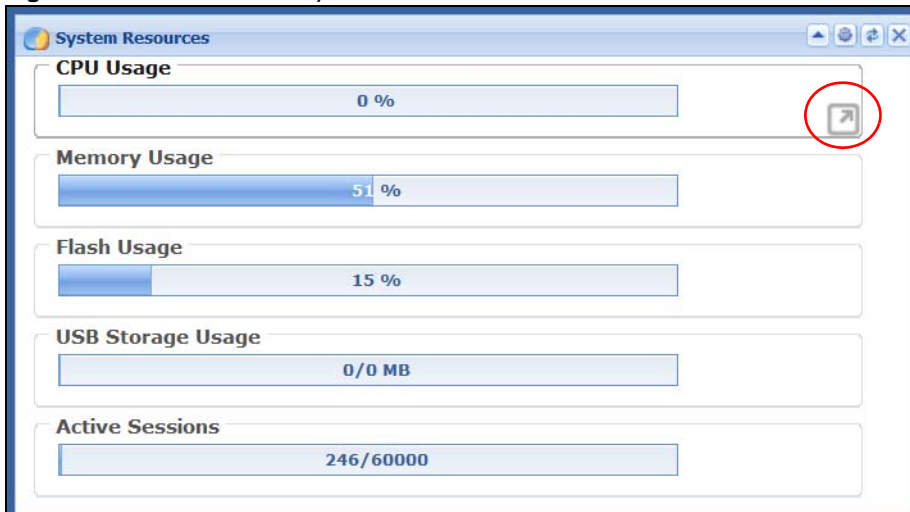 System Resources
CPU Usage
0 %
Memory Usage
51 %
Flash Usage
15 %
USB Storage Usage
0/0 MB
Active Sessions
246/60000